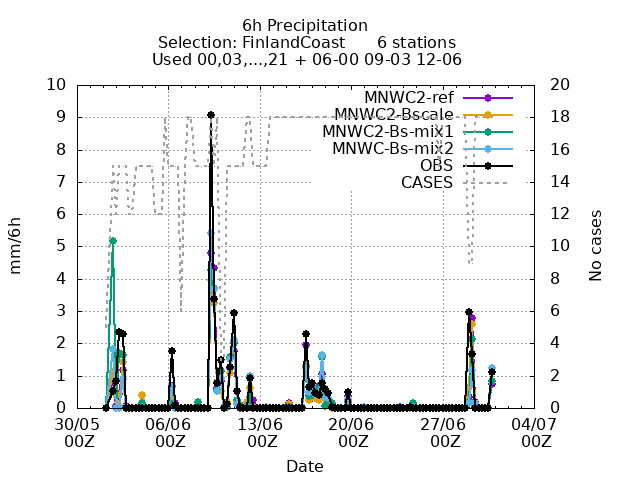 6h Precipitation
Selection: FinlandCoast 6 stations
Used 00,03,...,21 + 06-00 09-03 12-06
mm/6h
No cases
10
9
8
7
6
5
4
3
2
1
0
20
18
16
14
12
10
8
6
4
2
0
MNWC2-ref
MNWC2-Bscale
MNWC2-Bs-mix1
MNWC-Bs-mix2
OBS
CASES
30/05 06/06 13/06 20/06 27/06 04/07
00Z 00Z 00Z 00Z 00Z 00Z
Date